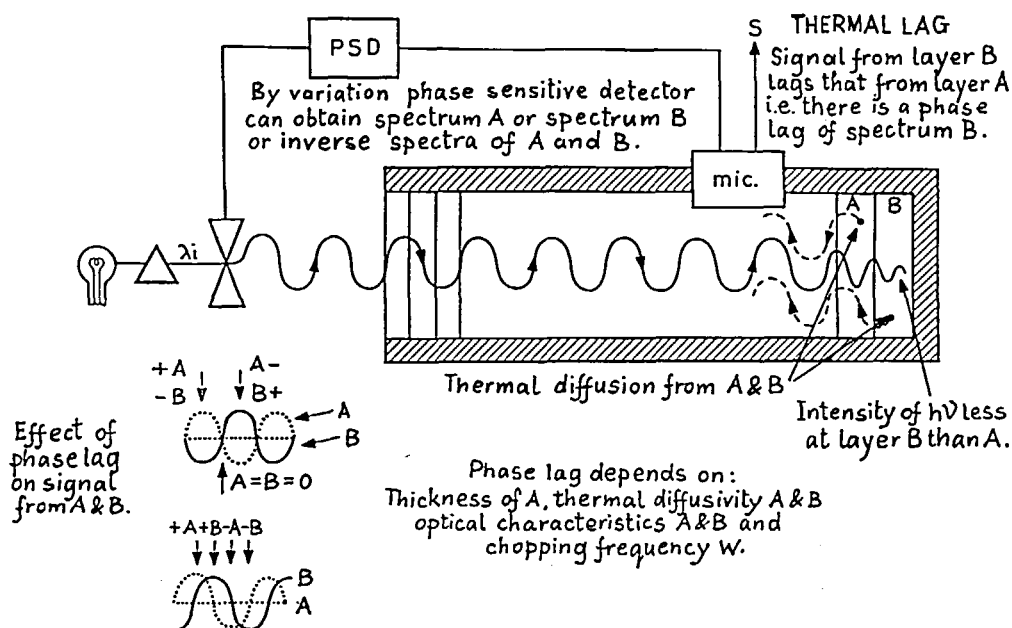 PSD
S THERMAL LAG
Signal from layer B
lags that from layer A
i.e. there is a phase
lag of spectrum B.
By variation phase sensitive detector
can obtain spectrum A or spectrum B
or inverse spectra of A and B.
mic.
A B
λi
Thermal diffusion from A&B
Intensity of hν less
at layer B than A.
+A A-
-B B+
A
B
A=B=0
Effect of
phase lag
on signal
from A&B.
Phase lag depends on:
Thickness of A, thermal diffusivity A&B
optical characteristics A&B and
chopping frequency W.
+A+B-A-B
B
A